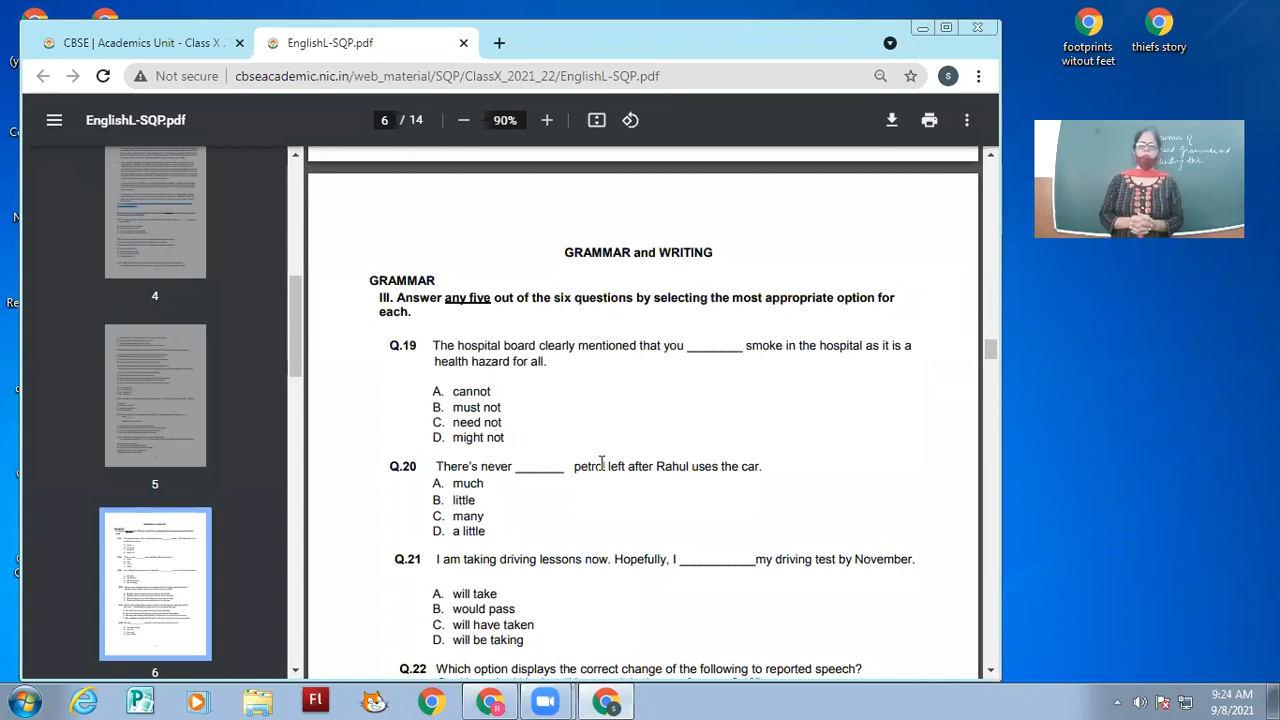 footprints
witout feet
thiefs story
CBSE | Academics Unit - Class
EnglishL-SQP.pdf
Not secure
cbseacademic.nic.in/web_material/SQP/ClassX_2021_22/EnglishL-SQP.pdf
S
EnglishL-SQP.pdf
6 / 14
90%
4
5
6
GRAMMAR and WRITING
GRAMMAR
III. Answer any five out of the six questions by selecting the most appropriate option for
each.
Q.19 The hospital board clearly mentioned that you ________ smoke in the hospital as it is a
health hazard for all.
A. cannot
B. must not
C. need not
D. might not
Q.20 There's never _______ petrol left after Rahul uses the car.
A. much
B. little
C. many
D. a little
Q.21 I am taking driving lessons now. Hopefully, I ___________my driving test by November.
A. will take
B. would pass
C. will have taken
D. will be taking
Q.22 Which option displays the correct change of the following to reported speech?
9:24 AM
9/8/2021